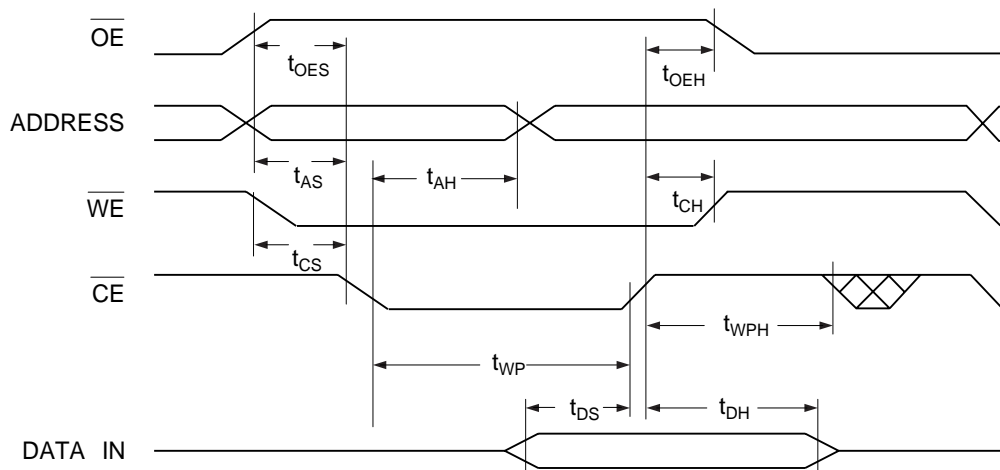 OE
tOES
tOEH
ADDRESS
tAS
tAH
WE
tCH
tCS
CE
tWPH
tWP
tDS
tDH
DATA IN